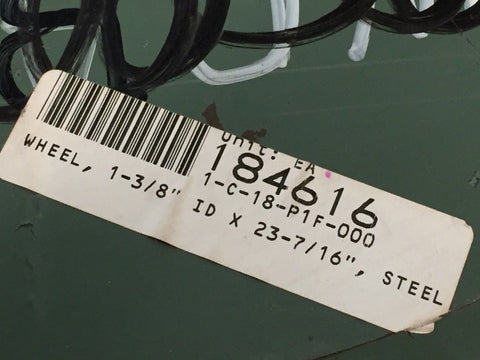 Unit: EA
184616
1-C-18-P1F-000
WHEEL, 1-3/8" ID X 23-7/16", STEEL